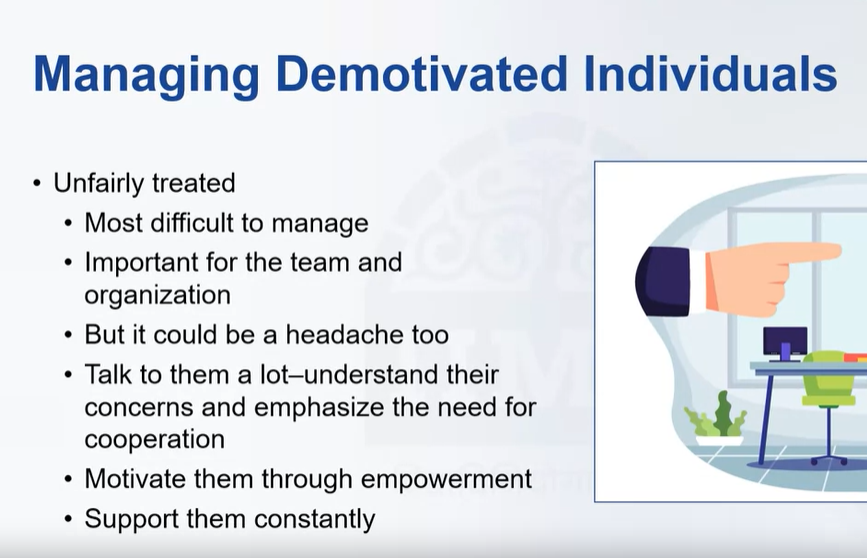 Managing Demotivated Individuals
• Unfairly treated
• Most difficult to manage
• Important for the team and
organization
• But it could be a headache too
• Talk to them a lot–understand their
concerns and emphasize the need for
cooperation
• Motivate them through empowerment
• Support them constantly